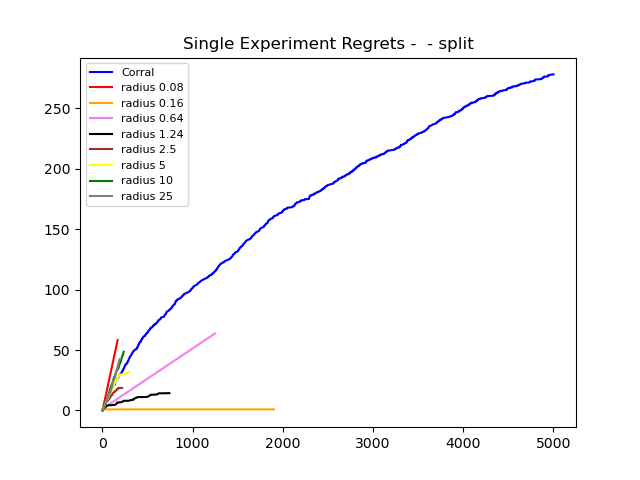 Single Experiment Regrets -  - split
Corral
radius 0.08
radius 0.16
radius 0.64
radius 1.24
radius 2.5
radius 5
radius 10
radius 25
250
200
150
100
50
0
0 1000 2000 3000 4000 5000